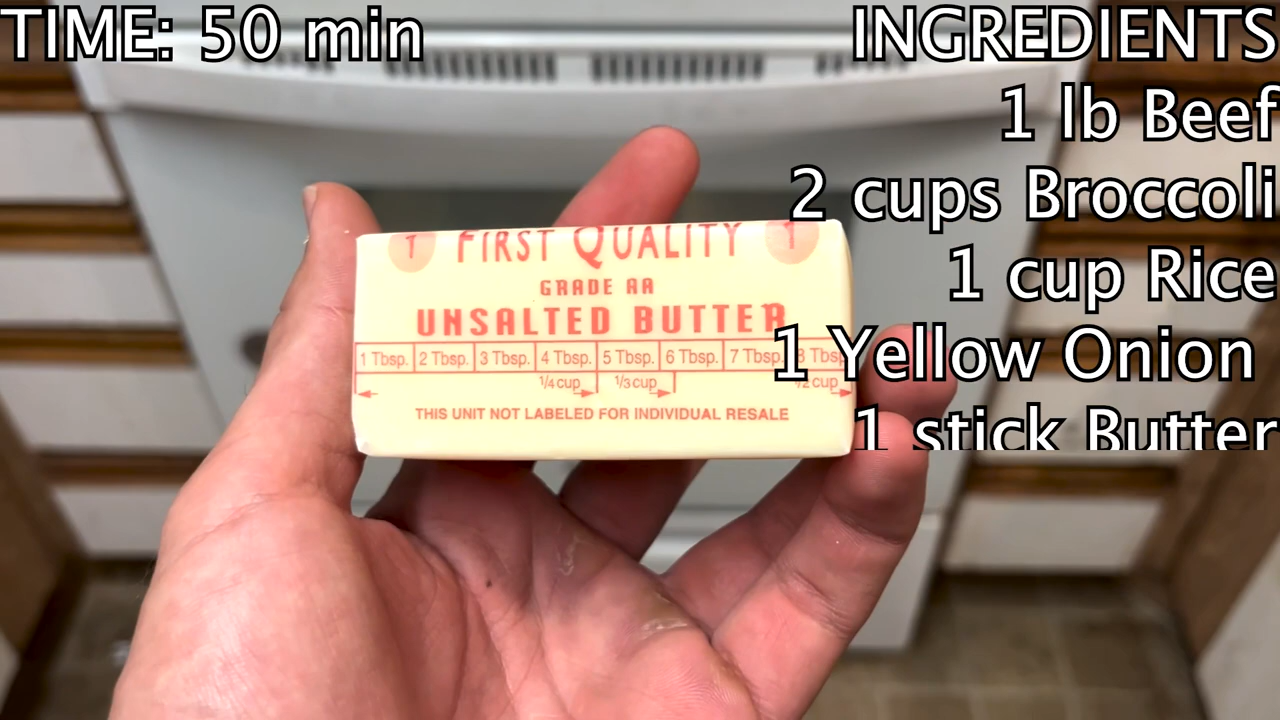 TIME: 50 min
INGREDIENTS
1 lb Beef
2 cups Broccoli
1 cup Rice
1 Yellow Onion
1 stick Butter
1 FIRST QUALITY 1
GRADE AA
UNSALTED BUTTER
1 Tbsp. 2 Tbsp. 3 Tbsp. 4 Tbsp. 5 Tbsp. 6 Tbsp. 7 Tbsp. 8 Tbsp.
1/4 cup 1/3 cup 1/2 cup
THIS UNIT NOT LABELED FOR INDIVIDUAL RESALE